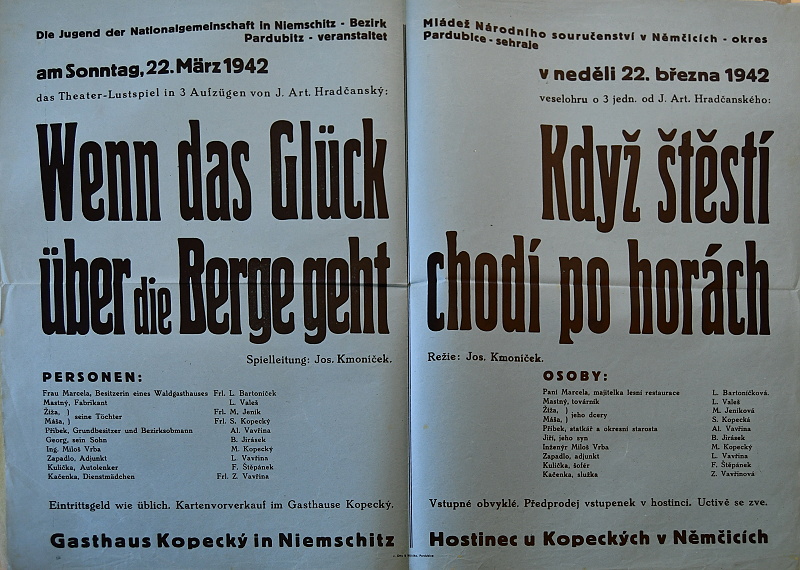 Die Jugend der Nationalgemeinschaft in Niemschitz - Bezirk
Pardubitz - veranstaltet
am Sonntag, 22. März 1942
das Theater-Lustspiel in 3 Aufzügen von J. Art. Hradčanský:
Wenn das Glück
über die Berge geht
Spielleitung: Jos. Kmoníček.
PERSONEN:
Frau Marcela, Besitzerin eines Waldgasthauses Frl. L. Bartoníček
Mastný, Fabrikant L. Valeš
Žiža, ) seine Töchter Frl. M. Jeník
Máša, ) Frl. S. Kopecký
Příbek, Grundbesitzer und Bezirksobmann Al. Vavřina
Georg, sein Sohn B. Jirásek
Ing. Miloš Vrba M. Kopecký
Zapadlo, Adjunkt L. Vavřina
Kulička, Autolenker F. Štěpánek
Kačenka, Dienstmädchen Frl. Z. Vavřina
Eintrittsgeld wie üblich. Kartenvorverkauf im Gasthause Kopecký.
Gasthaus Kopecký in Niemschitz
Mládež Národního souručenství v Němčicích - okres
Pardubice - sehraje
v neděli 22. března 1942
veselohru o 3 jedn. od J. Art. Hradčanského:
Když štěstí
chodí po horách
Režie: Jos. Kmoníček.
OSOBY:
Paní Marcela, majitelka lesní restaurace L. Bartoníčková
Mastný, továrník L. Valeš
Žiža, ) jeho dcery M. Jeníková
Máša, ) S. Kopecká
Příbek, statkář a okresní starosta Al. Vavřina
Jiří, jeho syn B. Jirásek
Inženýr Miloš Vrba M. Kopecký
Zapadlo, adjunkt L. Vavřina
Kulička, šofér F. Štěpánek
Kačenka, služka Z. Vavřinová
Vstupné obvyklé. Předprodej vstupenek v hostinci. Uctivě se zve.
Hostinec u Kopeckých v Němčicích